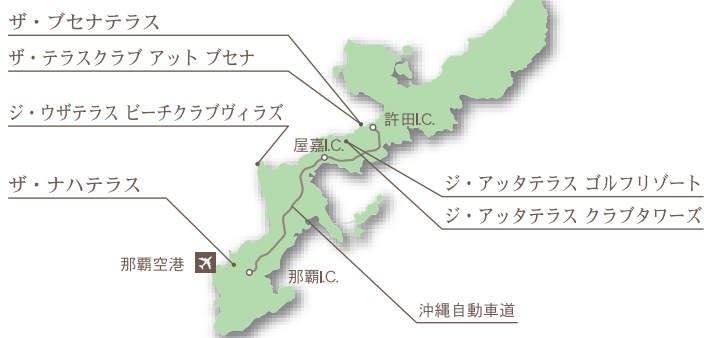 ザ・ブセナテラス
ザ・テラスクラブ アット ブセナ
ジ・ウザテラス ビーチクラブヴィラズ
ザ・ナハテラス
許田I.C.
屋嘉I.C.
ジ・アッタテラス ゴルフリゾート
ジ・アッタテラス クラブタワーズ
那覇空港
那覇I.C.
沖縄自動車道